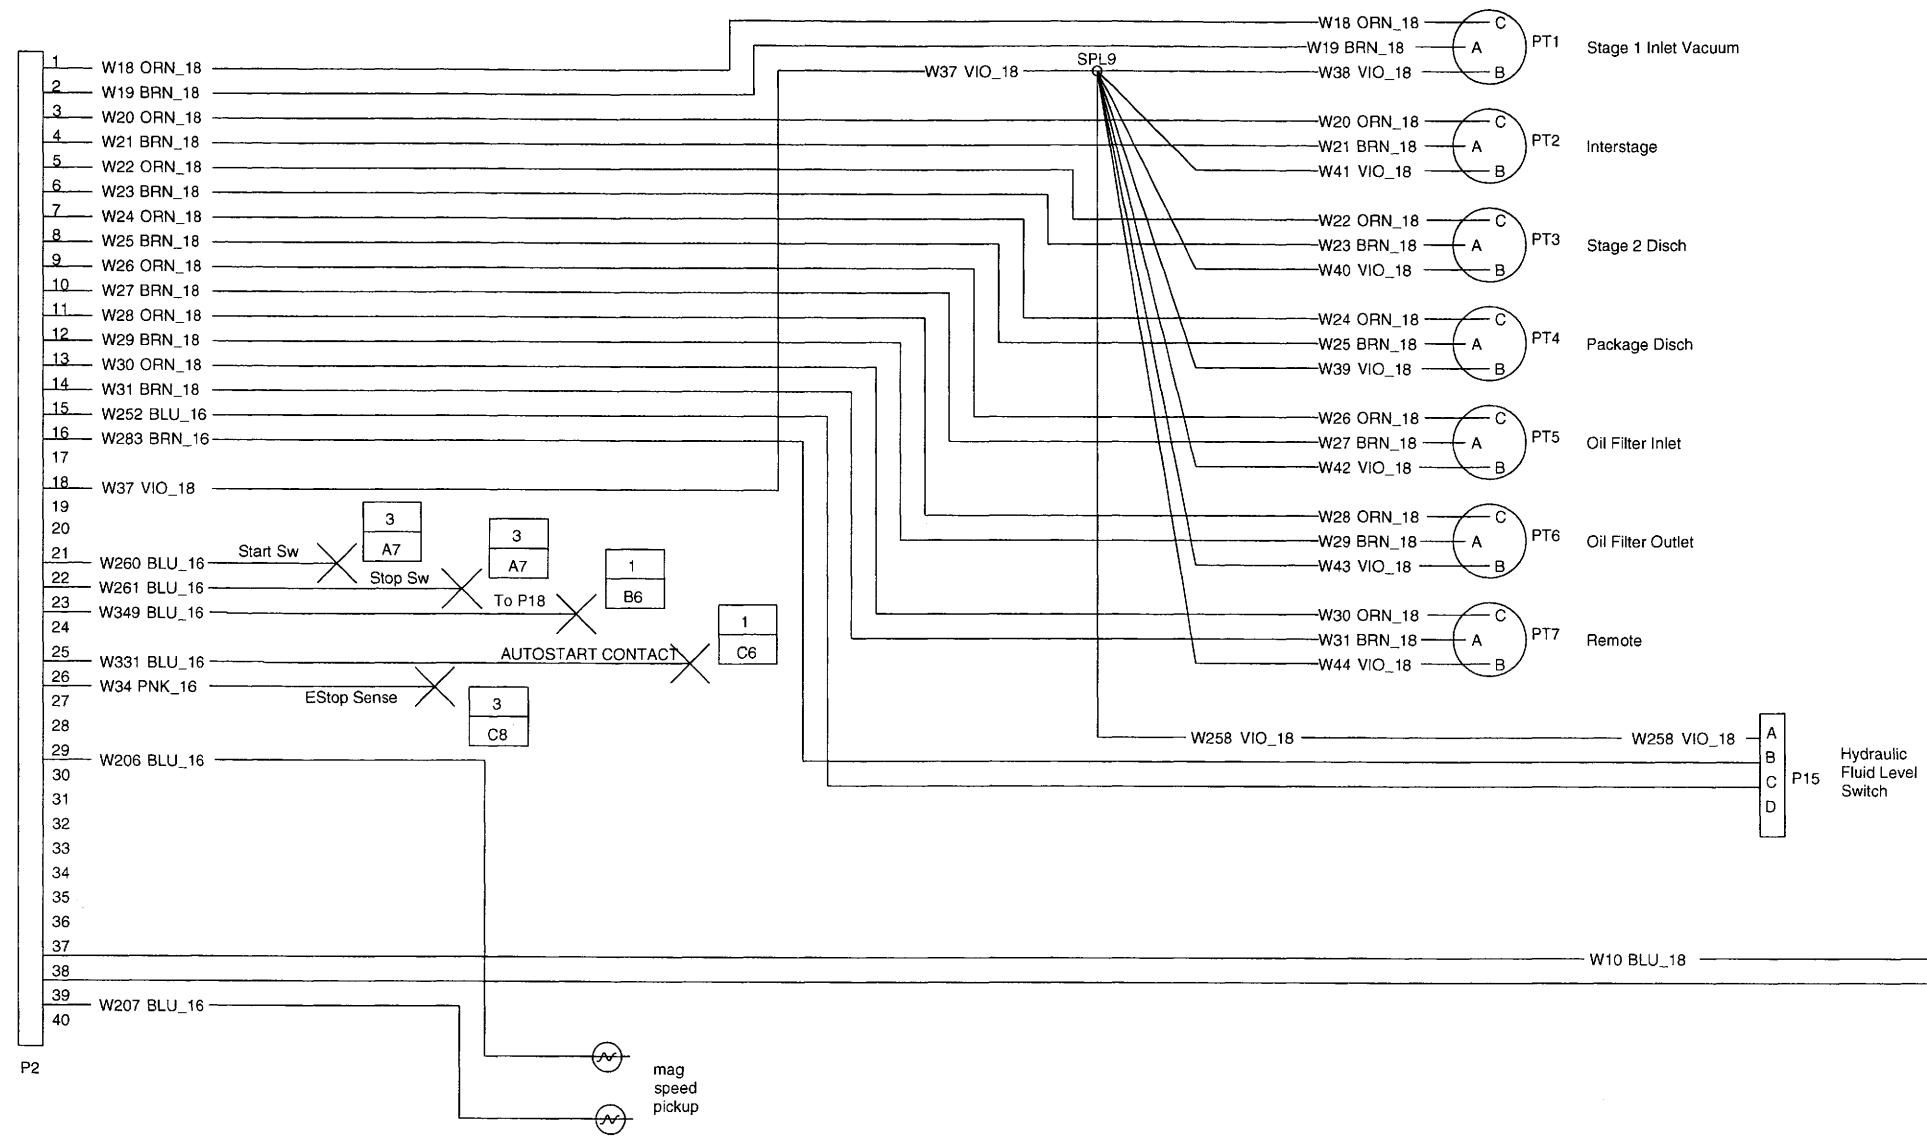 1 W18 ORN_18
2 W19 BRN_18
3 W20 ORN_18
4 W21 BRN_18
5 W22 ORN_18
6 W23 BRN_18
7 W24 ORN_18
8 W25 BRN_18
9 W26 ORN_18
10 W27 BRN_18
11 W28 ORN_18
12 W29 BRN_18
13 W30 ORN_18
14 W31 BRN_18
15 W252 BLU_16
16 W283 BRN_16
17
18 W37 VIO_18
19
20
21 W260 BLU_16 Start Sw
3
A7
22 W261 BLU_16 Stop Sw
3
A7
23 W349 BLU_16 To P18
1
B6
24
25 W331 BLU_16 AUTOSTART CONTACT
1
C6
26 W34 PNK_16 EStop Sense
3
C8
27
28
29 W206 BLU_16
30
31
32
33
34
35
36
37
38
39 W207 BLU_16
40
P2
mag
speed
pickup
W37 VIO_18
SPL9
W18 ORN_18 C
W19 BRN_18 A
W38 VIO_18 B
PT1 Stage 1 Inlet Vacuum
W20 ORN_18 C
W21 BRN_18 A
W41 VIO_18 B
PT2 Interstage
W22 ORN_18 C
W23 BRN_18 A
W40 VIO_18 B
PT3 Stage 2 Disch
W24 ORN_18 C
W25 BRN_18 A
W39 VIO_18 B
PT4 Package Disch
W26 ORN_18 C
W27 BRN_18 A
W42 VIO_18 B
PT5 Oil Filter Inlet
W28 ORN_18 C
W29 BRN_18 A
W43 VIO_18 B
PT6 Oil Filter Outlet
W30 ORN_18 C
W31 BRN_18 A
W44 VIO_18 B
PT7 Remote
W258 VIO_18 W258 VIO_18 A
B
C
D
P15
Hydraulic
Fluid Level
Switch
W10 BLU_18